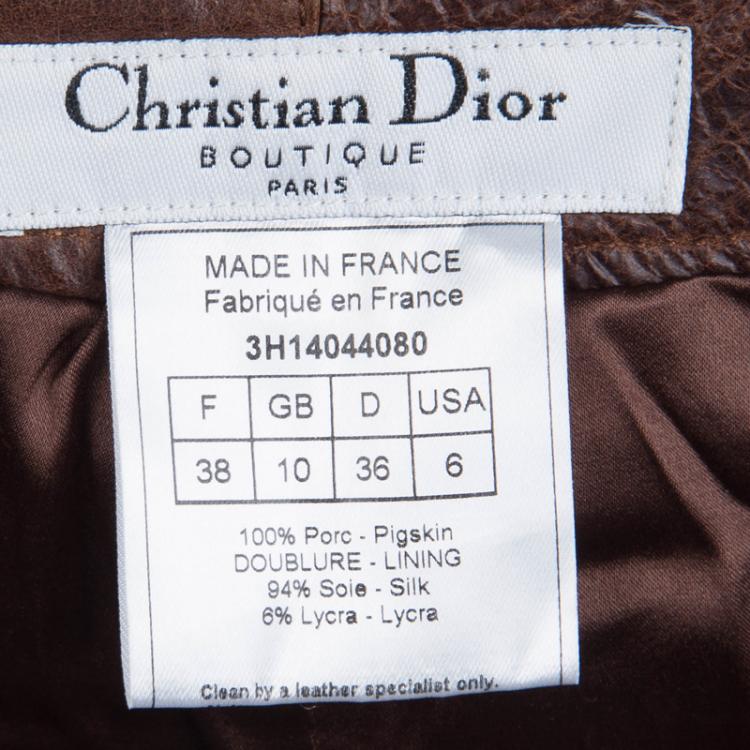 Christian Dior
BOUTIQUE
PARIS
MADE IN FRANCE
Fabriqué en France
3H14044080
F GB D USA
38 10 36 6
100% Porc - Pigskin
DOUBLURE - LINING
94% Soie - Silk
6% Lycra - Lycra
Clean by a leather specialist only.